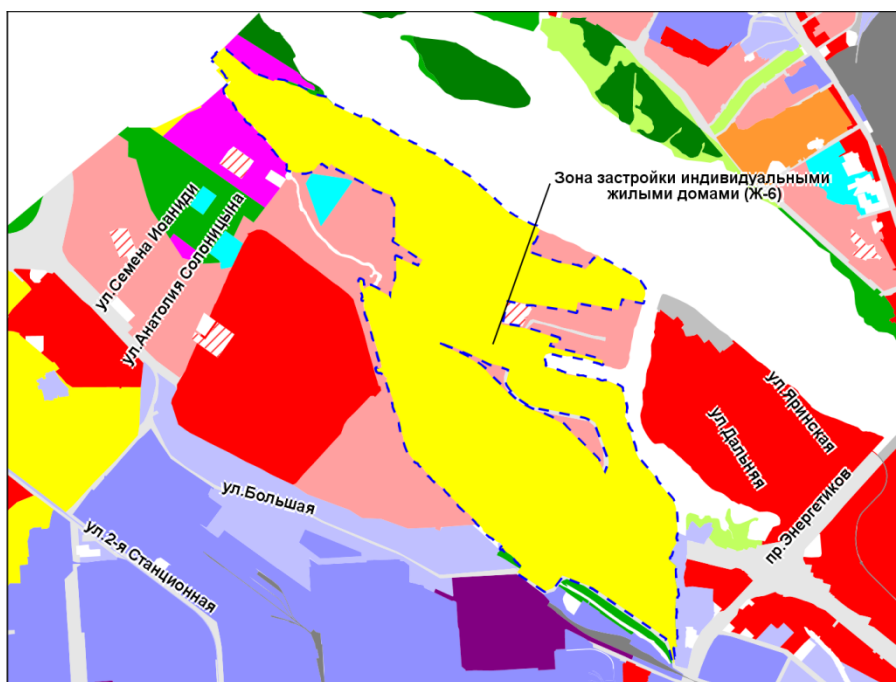 Зона застройки индивидуальными
жилыми домами (Ж-6)
ул.Семена Иоаниди
ул.Анатолия Солоницына
ул.Яринская
ул.Дальняя
пр.Энергетиков
ул.Большая
ул.2-я Станционная